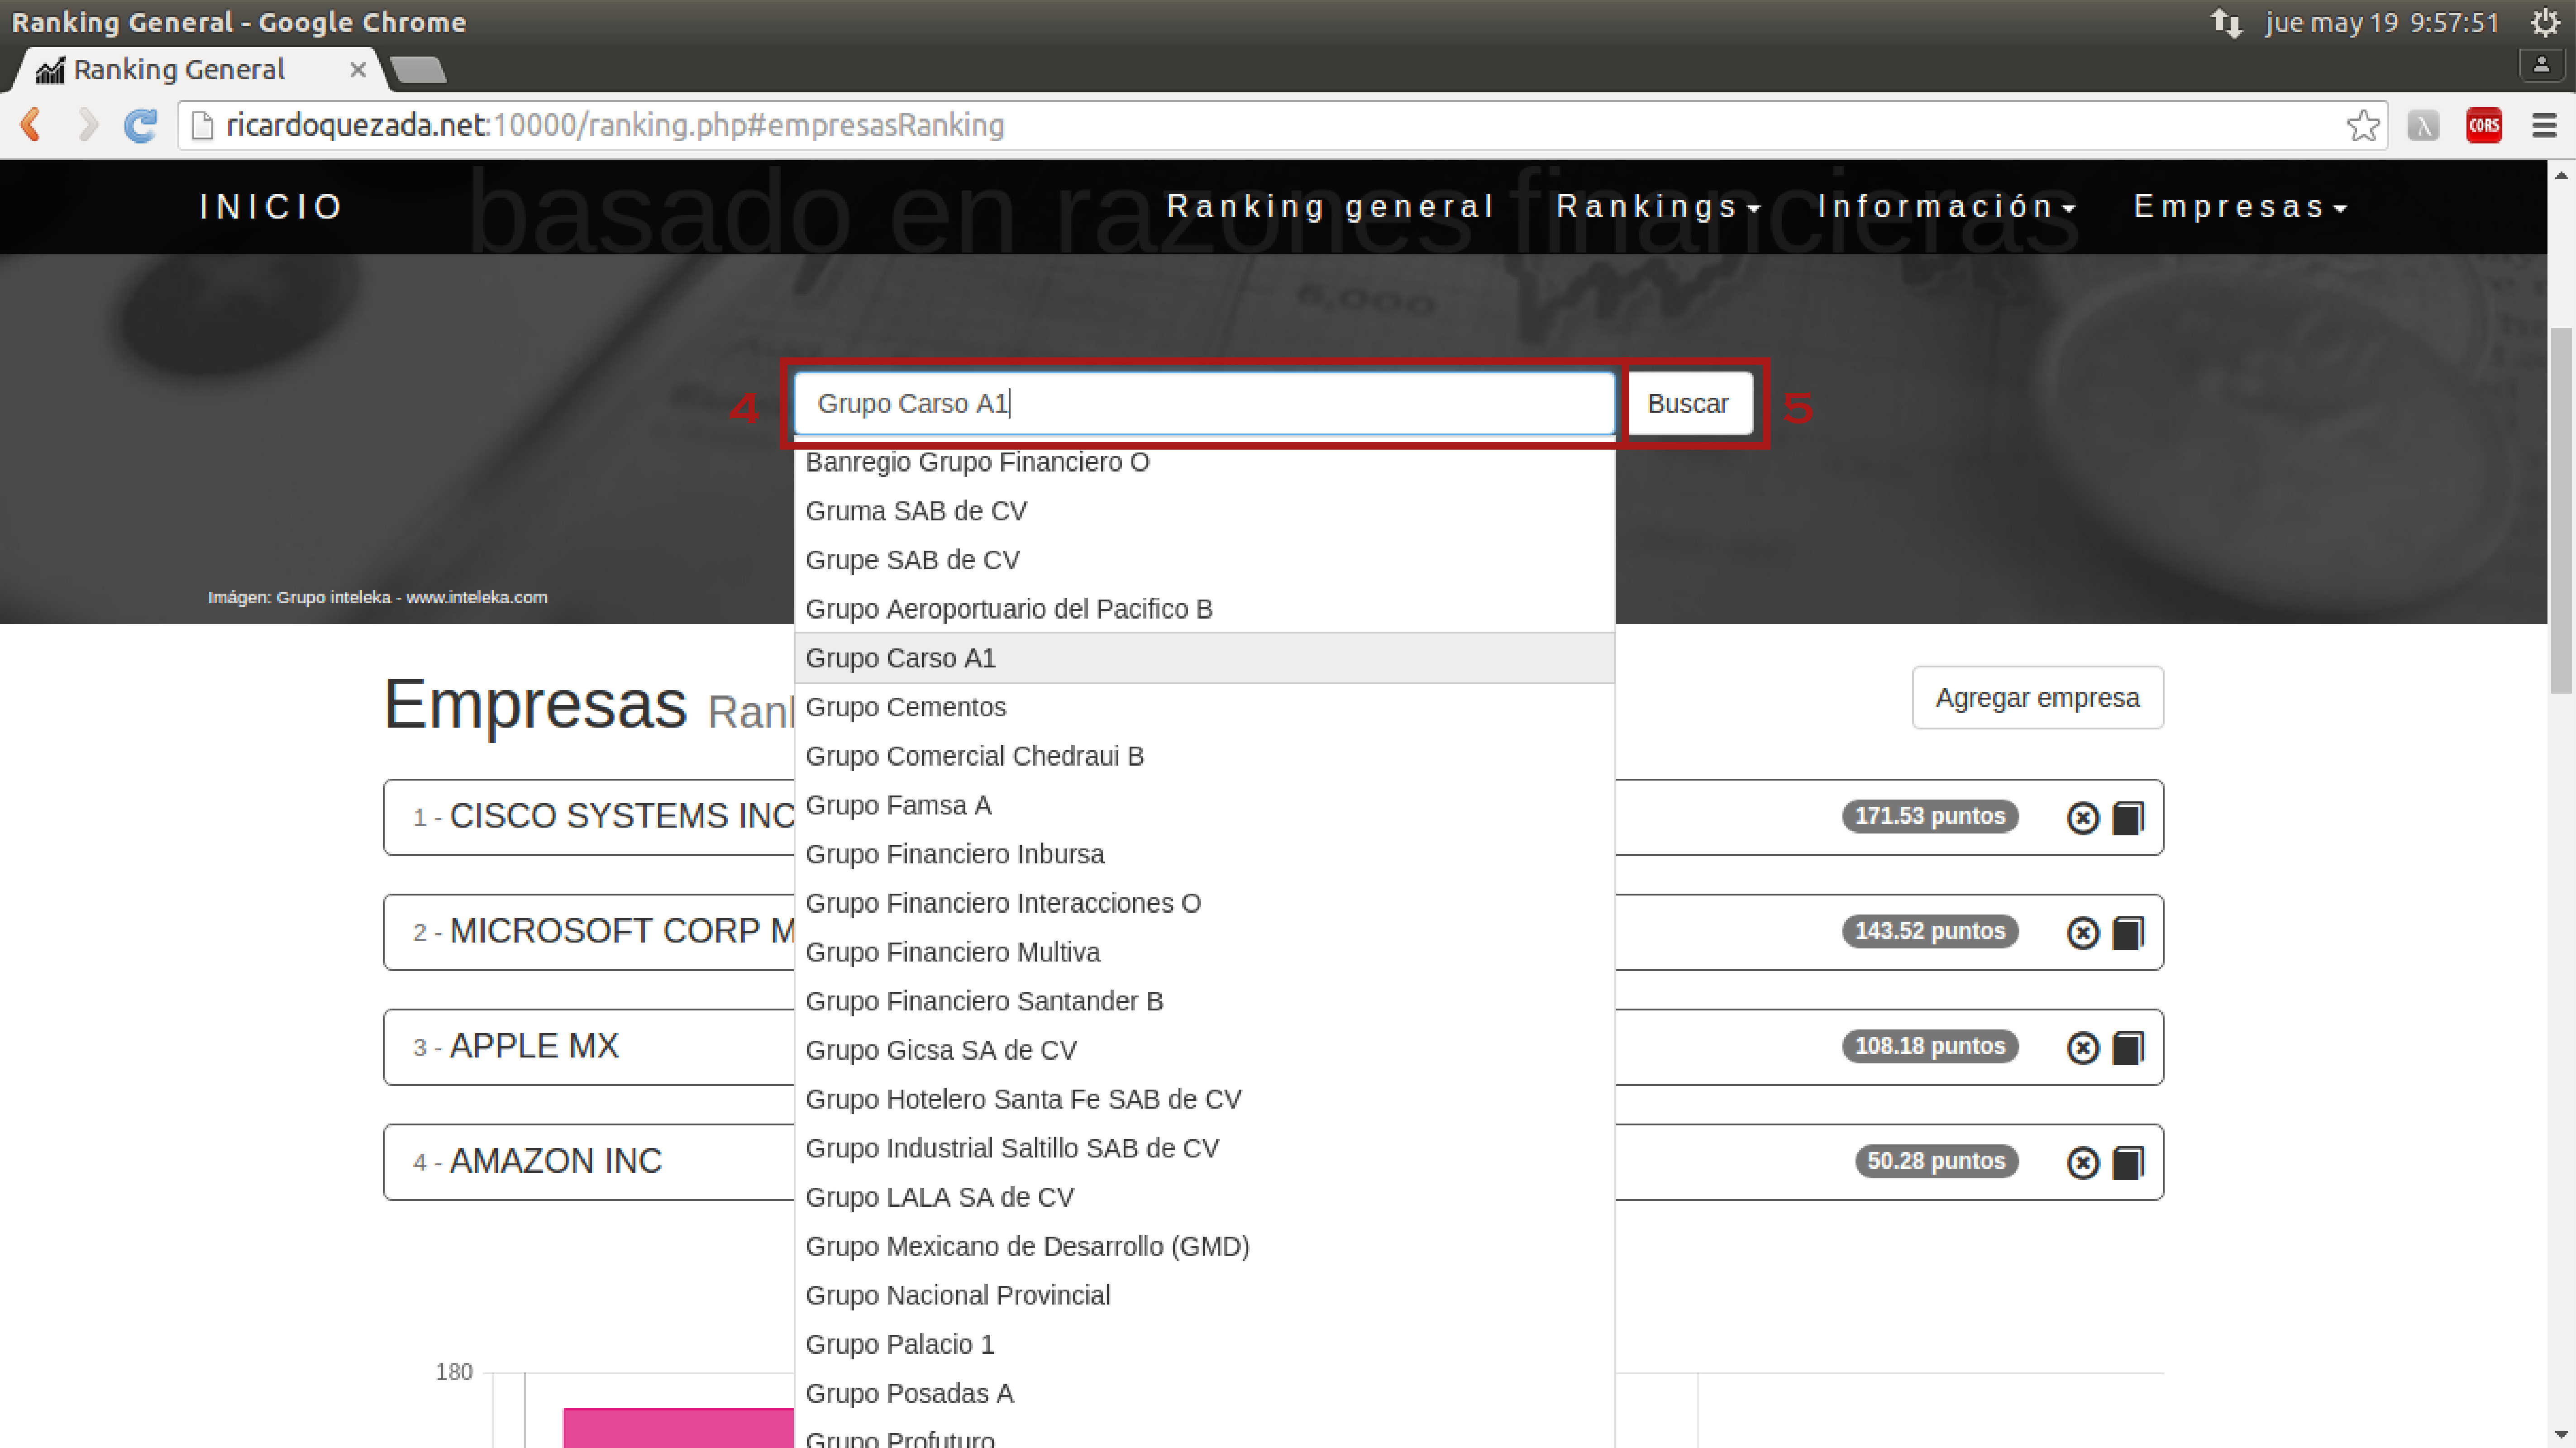 Ranking General - Google Chrome
jue may 19 9:57:51
Ranking General
ricardoquezada.net:10000/ranking.php#empresasRanking
CORS
basado en razones financieras
INICIO
Ranking general
Rankings
Información
Empresas
6,000
4
Grupo Carso A1
Buscar
5
Banregio Grupo Financiero O
Gruma SAB de CV
Grupe SAB de CV
Grupo Aeroportuario del Pacifico B
Grupo Carso A1
Grupo Cementos
Grupo Comercial Chedraui B
Grupo Famsa A
Grupo Financiero Inbursa
Grupo Financiero Interacciones O
Grupo Financiero Multiva
Grupo Financiero Santander B
Grupo Gicsa SA de CV
Grupo Hotelero Santa Fe SAB de CV
Grupo Industrial Saltillo SAB de CV
Grupo LALA SA de CV
Grupo Mexicano de Desarrollo (GMD)
Grupo Nacional Provincial
Grupo Palacio 1
Grupo Posadas A
Grupo Profuturo
Imágen: Grupo inteleka - www.inteleka.com
Empresas
Agregar empresa
1 - CISCO SYSTEMS INC
171.53 puntos
2 - MICROSOFT CORP M
143.52 puntos
3 - APPLE MX
108.18 puntos
4 - AMAZON INC
50.28 puntos
180